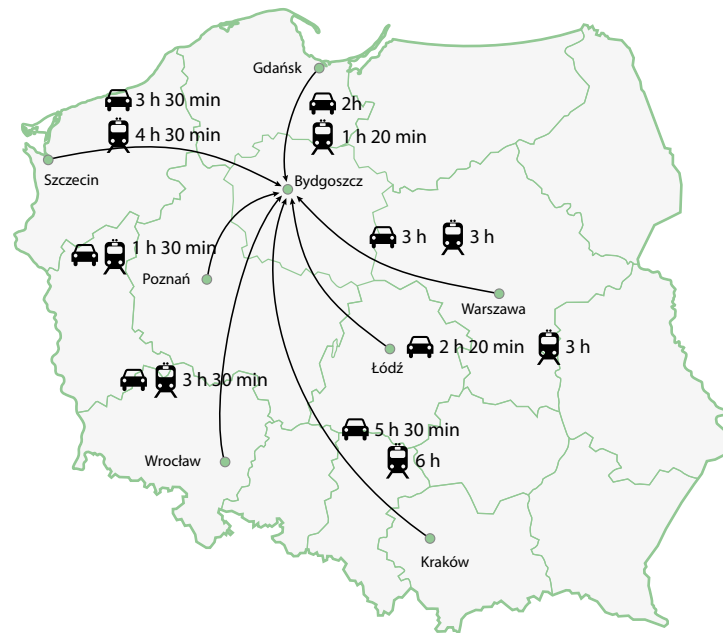 Gdańsk
3 h 30 min
2h
4 h 30 min
1 h 20 min
Szczecin
Bydgoszcz
3 h
3 h
1 h 30 min
Poznań
Warszawa
2 h 20 min
3 h
Łódź
3 h 30 min
5 h 30 min
Wrocław
6 h
Kraków